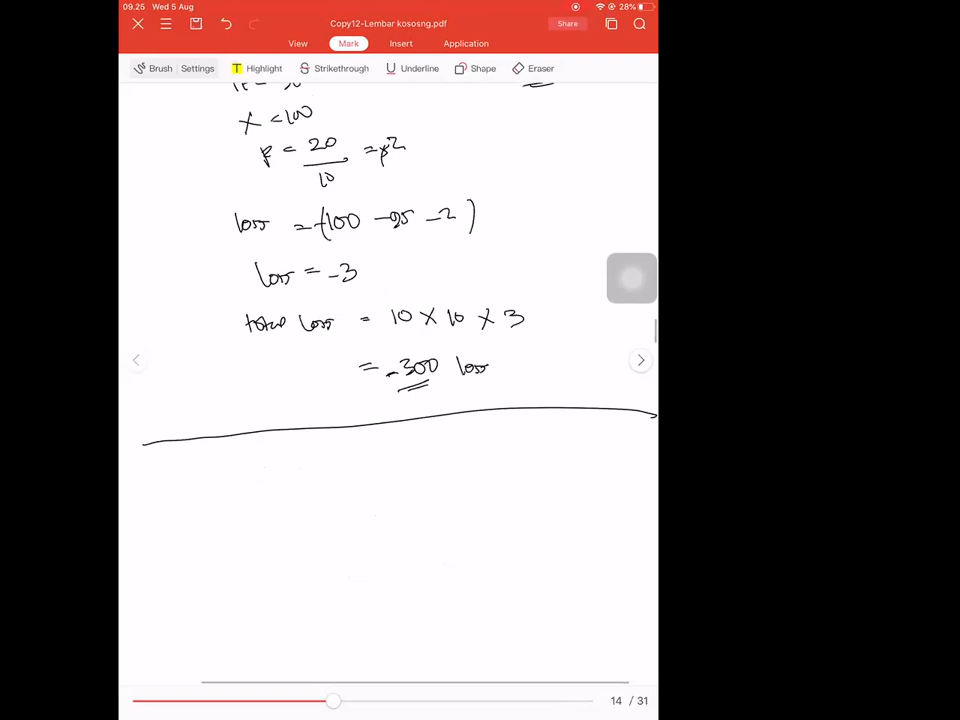 09.25 Wed 5 Aug
28%
Copy12-Lembar kososng.pdf
Share
View Mark Insert Application
Brush Settings T Highlight S Strikethrough U Underline Shape Eraser
X = 100
P = 20/10 = p2
loss = -(100 - 95 - 2)
loss = -3
total loss = 10 X 10 X 3
= -300 loss
14 / 31